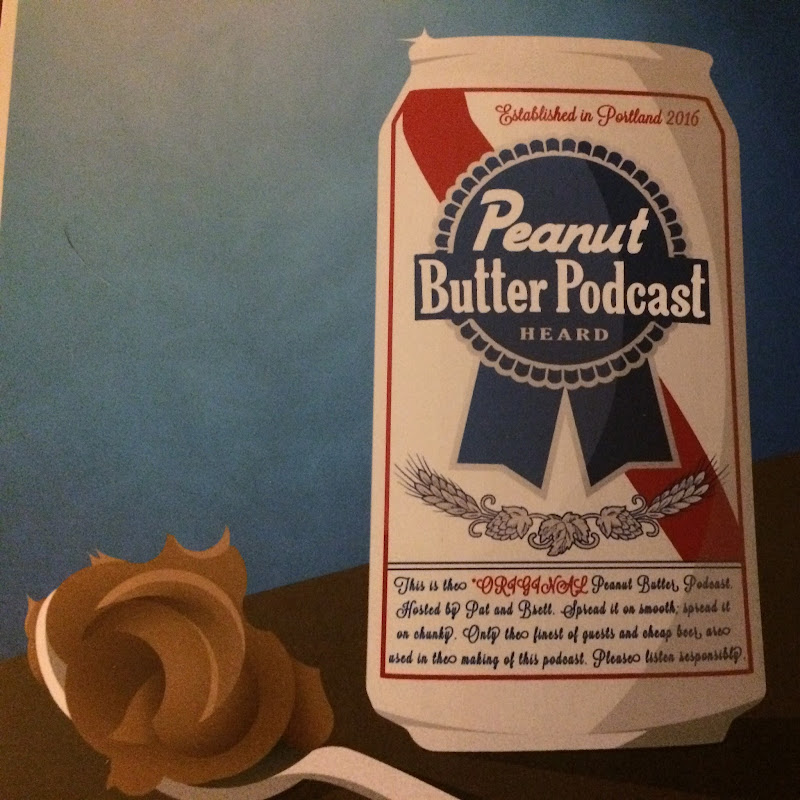 Established in Portland 2016
Peanut
Butter Podcast
HEARD
This is the "ORIGINAL Peanut Butter Podcast.
Hosted by Pat and Brett. Spread it on smooth; spread it
on chunky. Only the finest of guests and cheap beer are
used in the making of this podcast. Please listen responsibly.